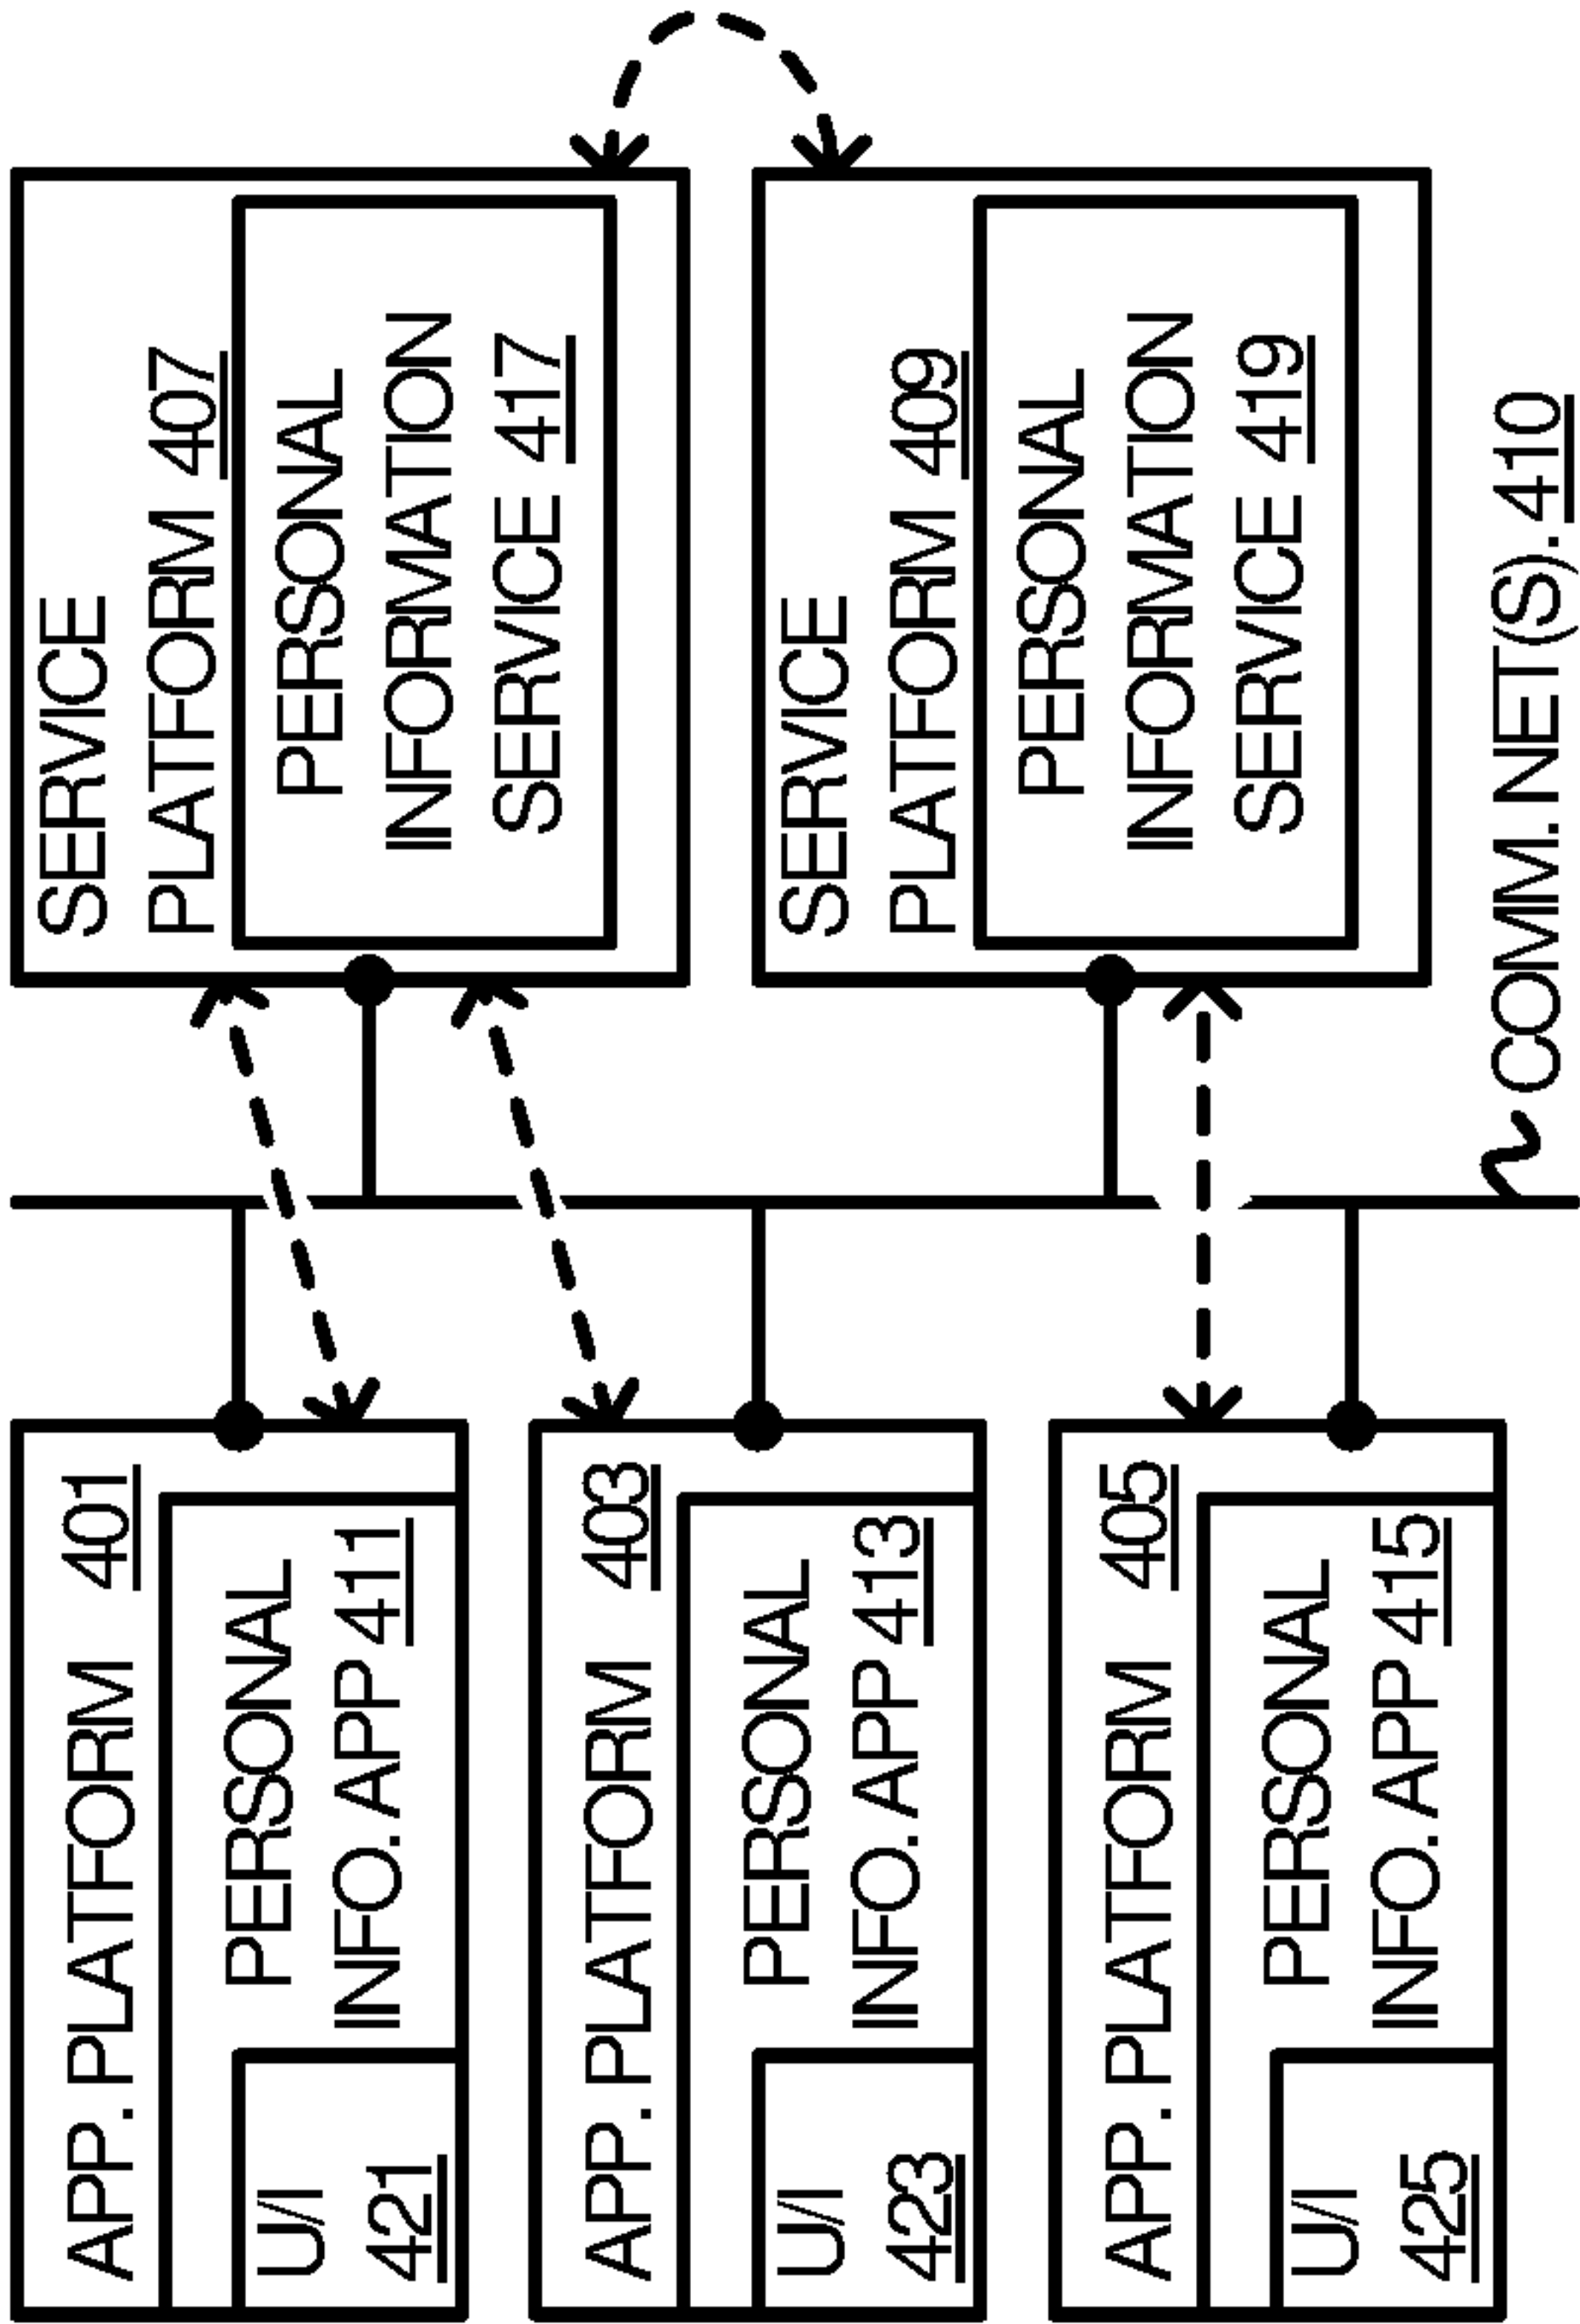 APP. PLATFORM 401
PERSONAL
INFO. APP 411
U/I
421
APP. PLATFORM 403
PERSONAL
INFO. APP 413
U/I
423
APP. PLATFORM 405
PERSONAL
INFO. APP 415
U/I
425
SERVICE
PLATFORM 407
PERSONAL
INFORMATION
SERVICE 417
SERVICE
PLATFORM 409
PERSONAL
INFORMATION
SERVICE 419
COMM. NET(S). 410